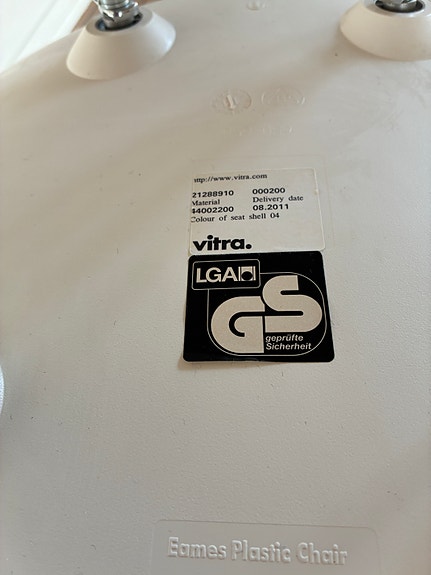 http://www.vitra.com
21288910 000200
Material Delivery date
44002200 08.2011
Colour of seat shell 04
vitra.
LGA
GS
geprüfte
Sicherheit
Eames Plastic Chair